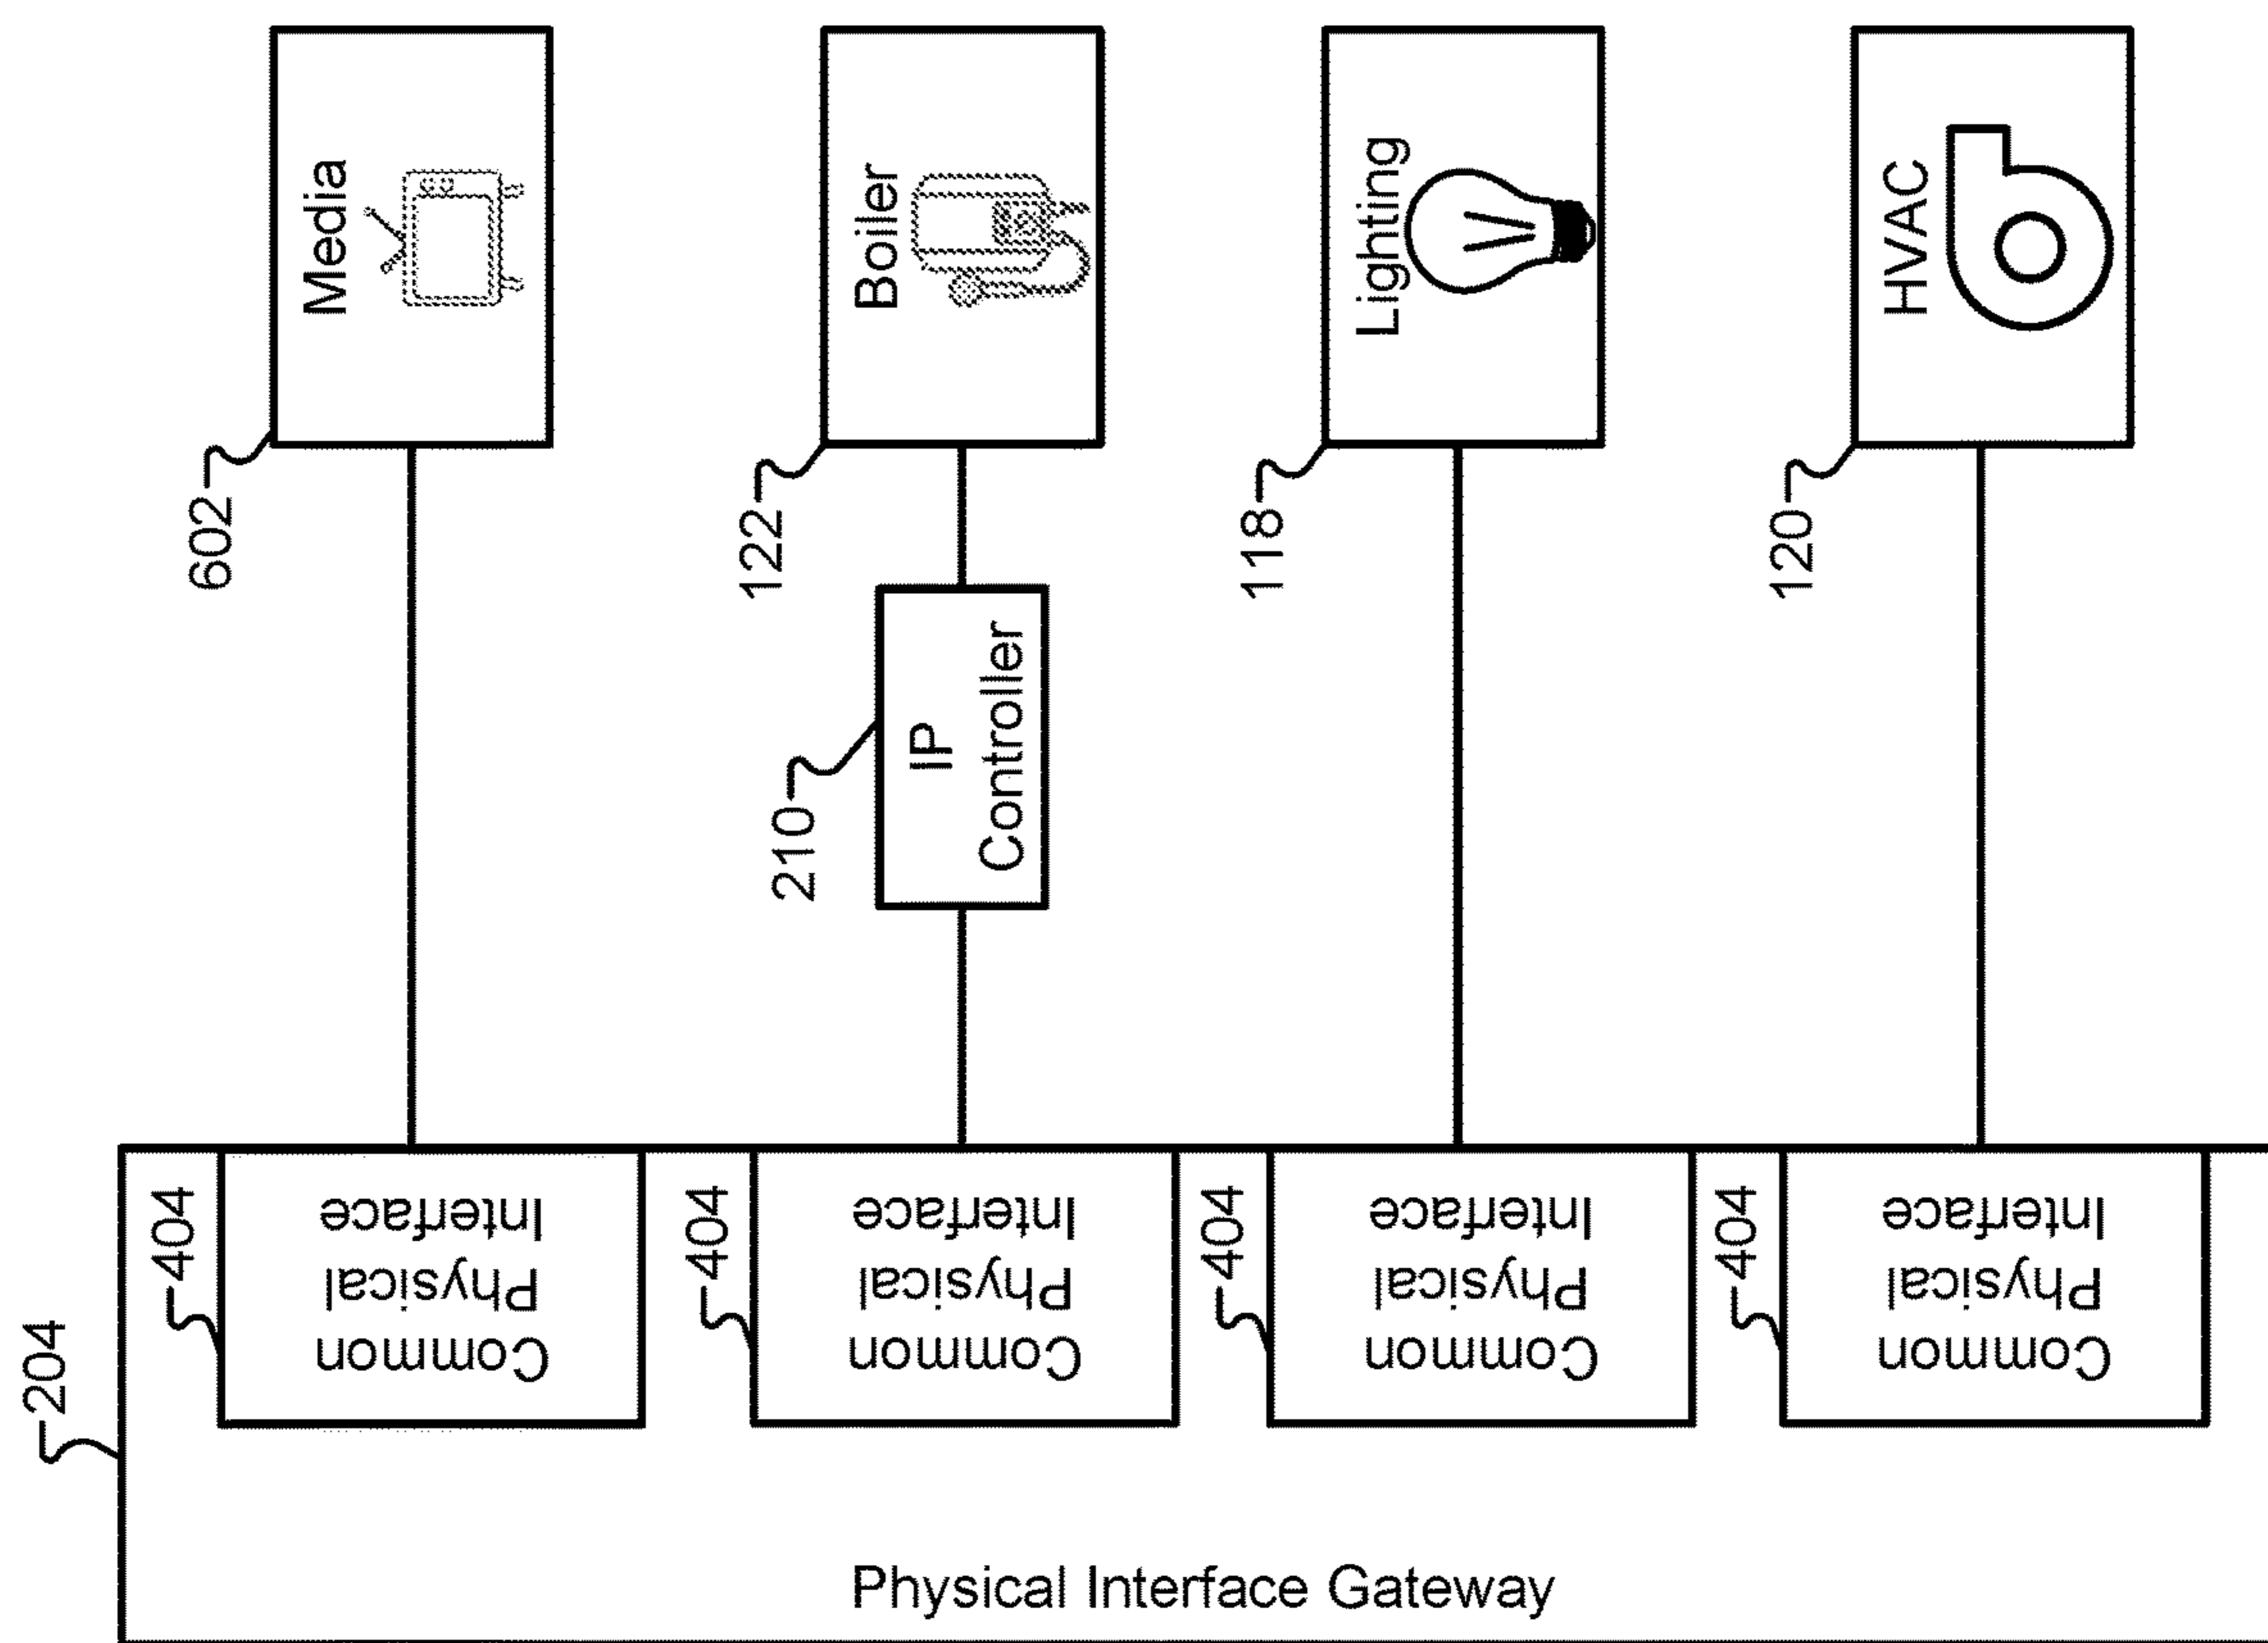 Media
602
Boiler
122
IP
Controller
210
Lighting
118
HVAC
120
204
404
Common
Physical
Interface
404
Common
Physical
Interface
404
Common
Physical
Interface
404
Common
Physical
Interface
Physical Interface Gateway